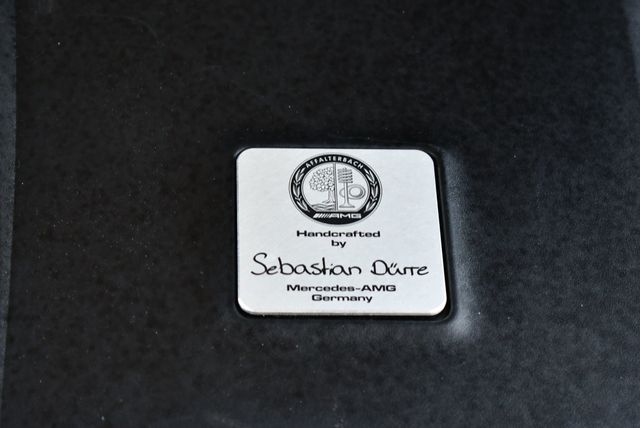 AFFALTERBACH
AMG
Handcrafted
by
Sebastian Dürre
Mercedes-AMG
Germany